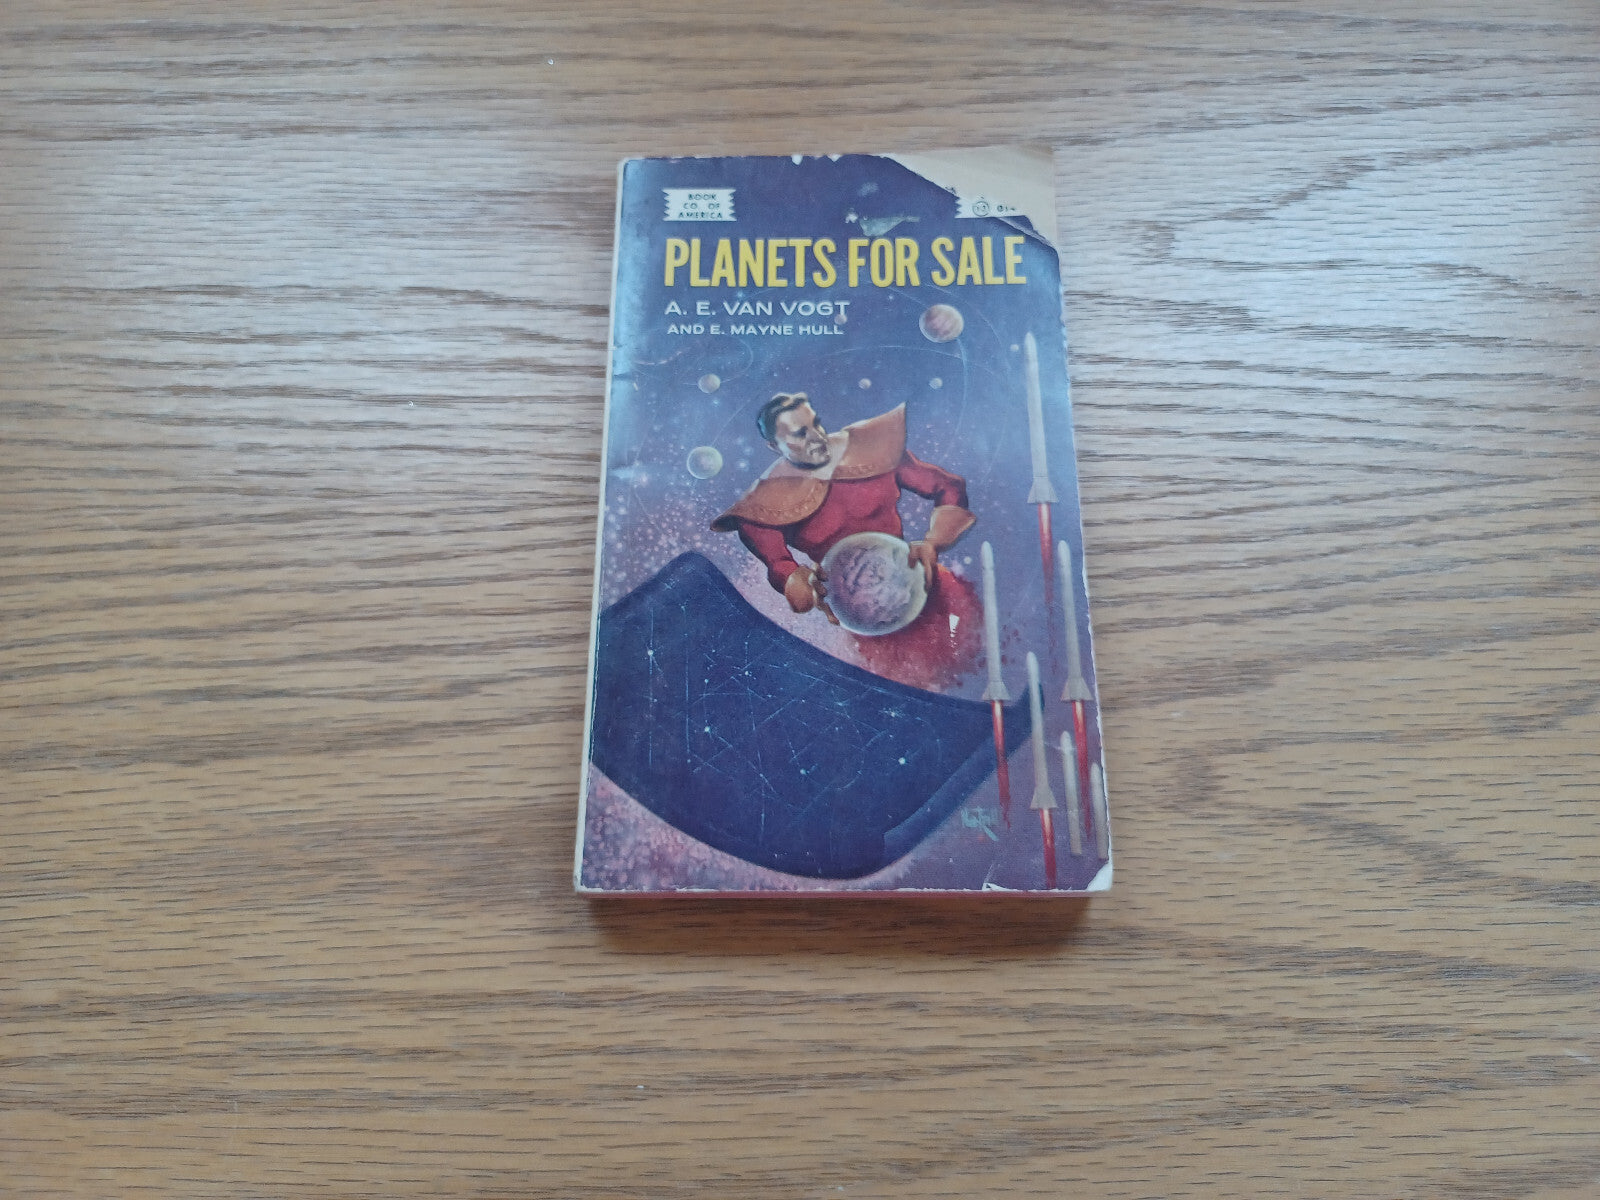 BOOK
CO. OF
AMERICA
PLANETS FOR SALE
A. E. VAN VOGT
AND E. MAYNE HULL